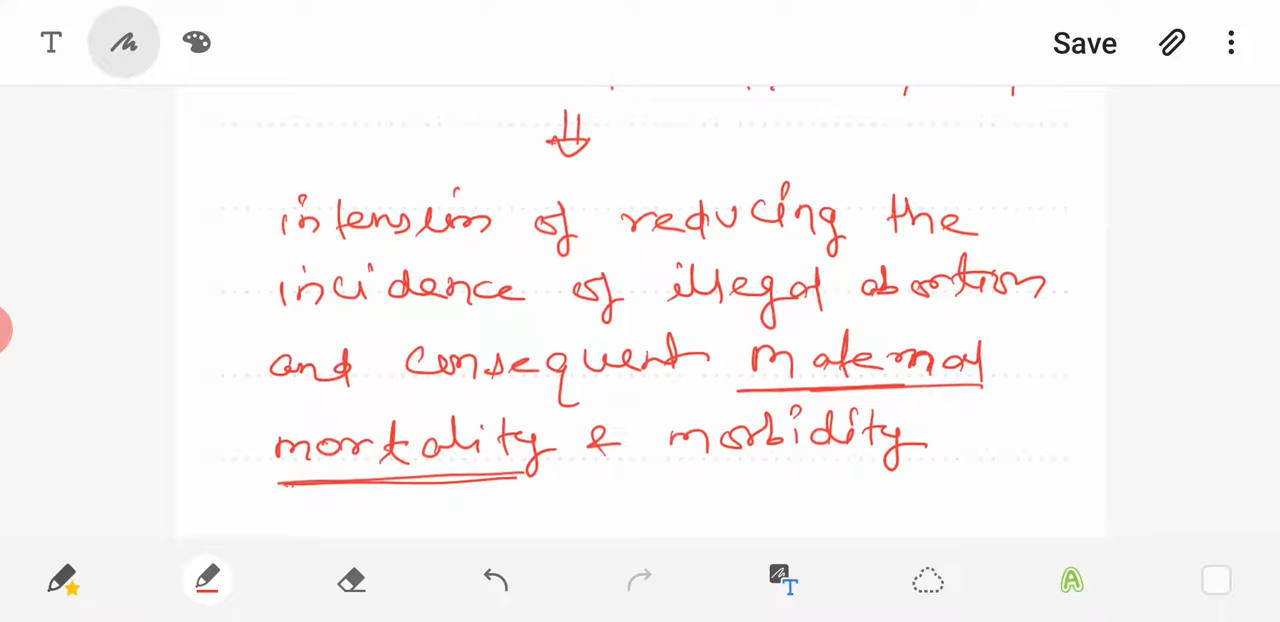 Save
intension of reducing the
incidence of illegal abortion
and consequent maternal
mortality & morbidity